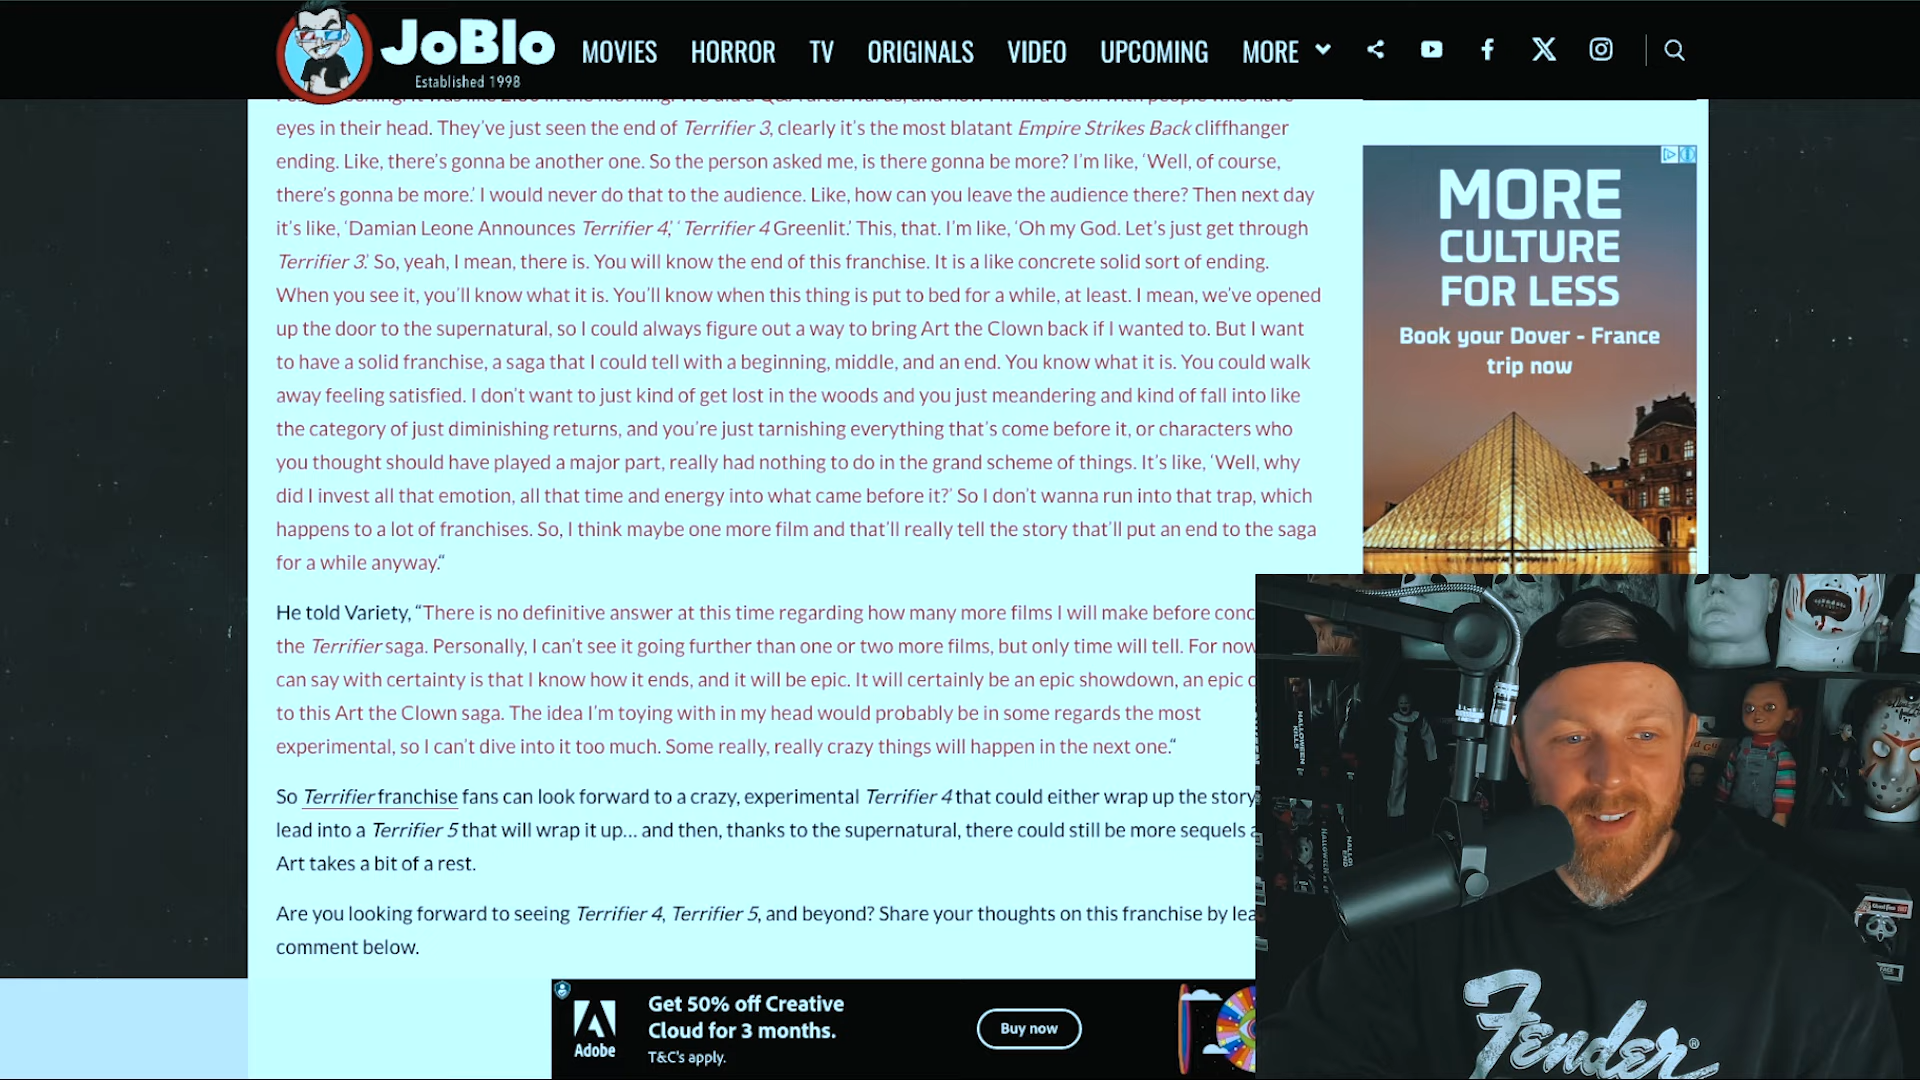 JoBlo
Established 1998
MOVIES HORROR TV ORIGINALS VIDEO UPCOMING MORE
eyes in their head. They’ve just seen the end of Terrifier 3, clearly it’s the most blatant Empire Strikes Back cliffhanger
ending. Like, there’s gonna be another one. So the person asked me, is there gonna be more? I’m like, ‘Well, of course,
there’s gonna be more.’ I would never do that to the audience. Like, how can you leave the audience there? Then next day
it’s like, ‘Damian Leone Announces Terrifier 4,’ ‘Terrifier 4 Greenlit.’ This, that. I’m like, ‘Oh my God. Let’s just get through
Terrifier 3.’ So, yeah, I mean, there is. You will know the end of this franchise. It is a like concrete solid sort of ending.
When you see it, you’ll know what it is. You’ll know when this thing is put to bed for a while, at least. I mean, we’ve opened
up the door to the supernatural, so I could always figure out a way to bring Art the Clown back if I wanted to. But I want
to have a solid franchise, a saga that I could tell with a beginning, middle, and an end. You know what it is. You could walk
away feeling satisfied. I don’t want to just kind of get lost in the woods and you just meandering and kind of fall into like
the category of just diminishing returns, and you’re just tarnishing everything that’s come before it, or characters who
you thought should have played a major part, really had nothing to do in the grand scheme of things. It’s like, ‘Well, why
did I invest all that emotion, all that time and energy into what came before it?’ So I don’t wanna run into that trap, which
happens to a lot of franchises. So, I think maybe one more film and that’ll really tell the story that’ll put an end to the saga
for a while anyway.“
He told Variety, “There is no definitive answer at this time regarding how many more films I will make before conc
the Terrifier saga. Personally, I can’t see it going further than one or two more films, but only time will tell. For now
can say with certainty is that I know how it ends, and it will be epic. It will certainly be an epic showdown, an epic c
to this Art the Clown saga. The idea I’m toying with in my head would probably be in some regards the most
experimental, so I can’t dive into it too much. Some really, really crazy things will happen in the next one.“
So Terrifier franchise fans can look forward to a crazy, experimental Terrifier 4 that could either wrap up the story
lead into a Terrifier 5 that will wrap it up… and then, thanks to the supernatural, there could still be more sequels a
Art takes a bit of a rest.
Are you looking forward to seeing Terrifier 4, Terrifier 5, and beyond? Share your thoughts on this franchise by lea
comment below.
MORE
CULTURE
FOR LESS
Book your Dover - France
trip now
Adobe
Get 50% off Creative
Cloud for 3 months.
T&C's apply.
Buy now
HALLOWEEN
KILLS
Fender®